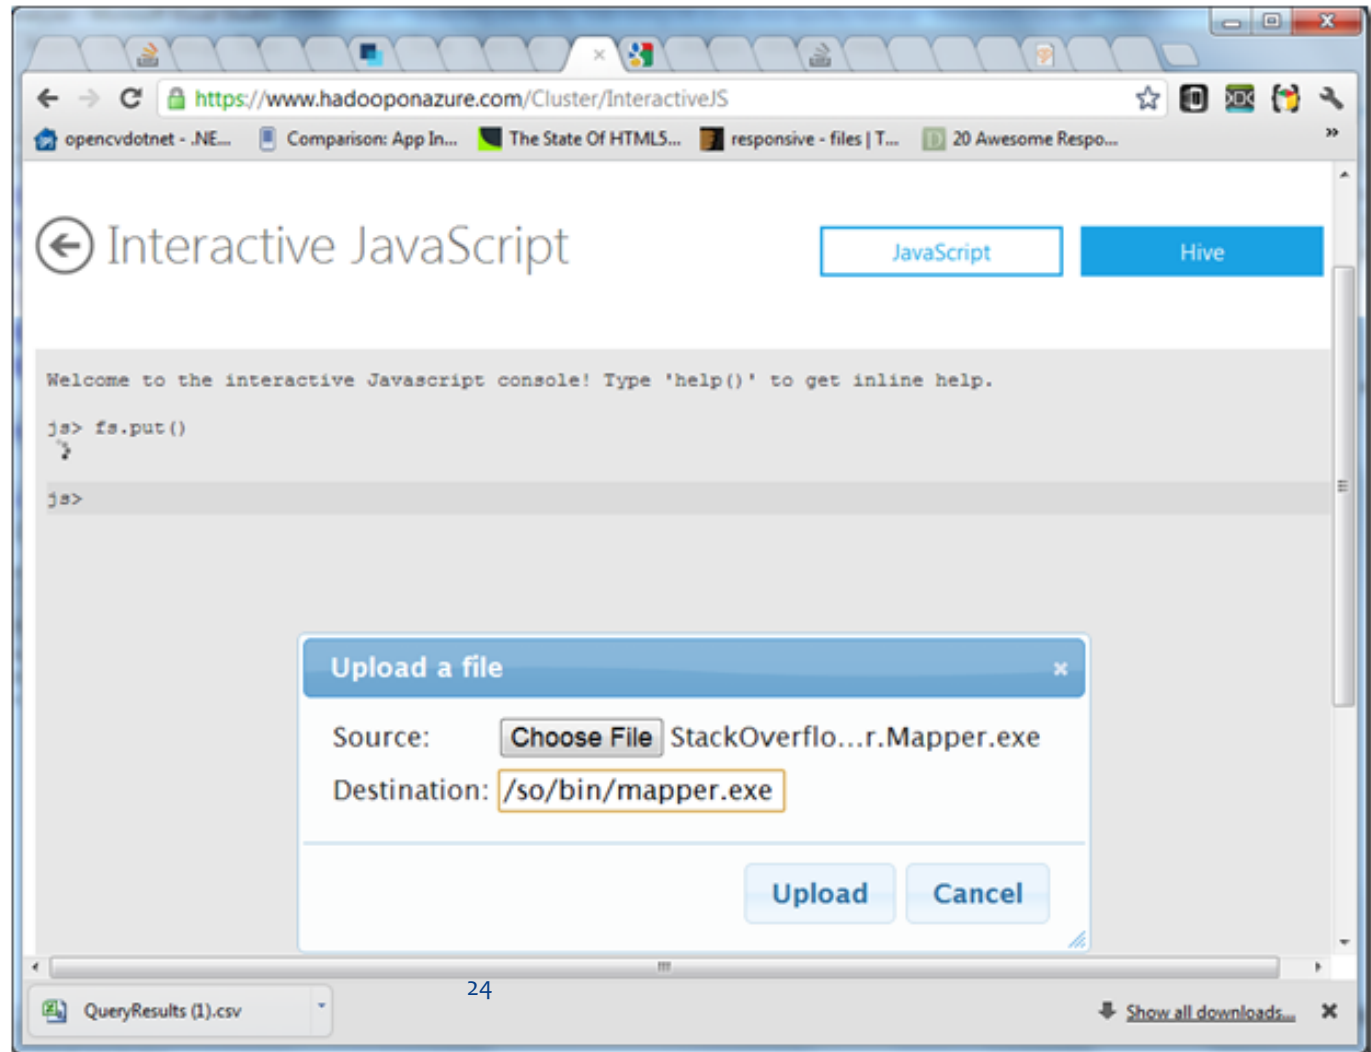 https://www.hadooponazure.com/Cluster/InteractiveJS
opencvdotnet - .NE... Comparison: App In... The State Of HTML5... responsive - files | T... 20 Awesome Respo... »
Interactive JavaScript JavaScript Hive
Welcome to the interactive Javascript console! Type 'help()' to get inline help.
js> fs.put()
js>
Upload a file
Source: Choose File StackOverflo...r.Mapper.exe
Destination: /so/bin/mapper.exe
Upload Cancel
24
QueryResults (1).csv Show all downloads...